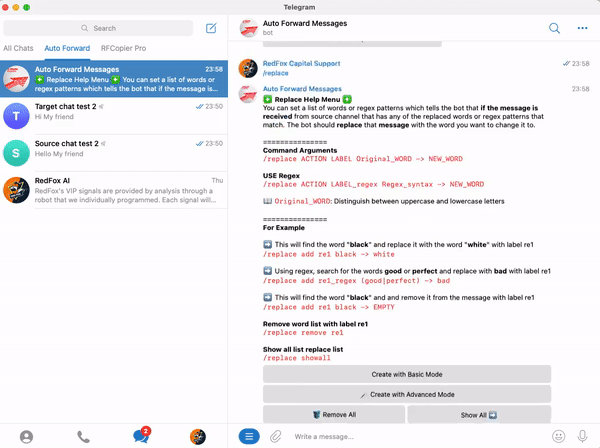 Telegram
Search
All Chats
Auto Forward
RFCopier Pro
Auto Forward Messages
23:58
Replace Help Menu You can set a list of words or
regex patterns which tells the bot that if the message is...
Target chat test 2
23:50
Hi My friend
T
Source chat test 2
23:50
Hello My friend
S
RedFox AI
Thu
RedFox's VIP signals are provided by analysis through a
robot that we individually programmed. Each signal will...
2
Auto Forward Messages
bot
RedFox Capital Support
23:58
/replace
Auto Forward Messages
23:58
Replace Help Menu
You can set a list of words or regex patterns which tells the bot that if the message is
received from source channel that has any of the replaced words or regex patterns that
match. The bot should replace that message with the word you want to change it to.
===============
Command Arguments
/replace ACTION LABEL Original_WORD -> NEW_WORD
USE Regex
/replace ACTION LABEL_regex Regex_syntax -> NEW_WORD
📖 Original_WORD: Distinguish between uppercase and lowercase letters
===============
For Example
➡️ This will find the word "black" and replace it with the word "white" with label re1
/replace add re1 black -> white
➡️ Using regex, search for the words good or perfect and replace with bad with label re1
/replace add re1_regex (good|perfect) -> bad
➡️ This will find the word "black" and and remove it from the message with label re1
/replace add re1 black -> EMPTY
Remove word list with label re1
/replace remove re1
Show all list replace list
/replace showall
Create with Basic Mode
Create with Advanced Mode
Remove All
Show All ➡️
Write a message...